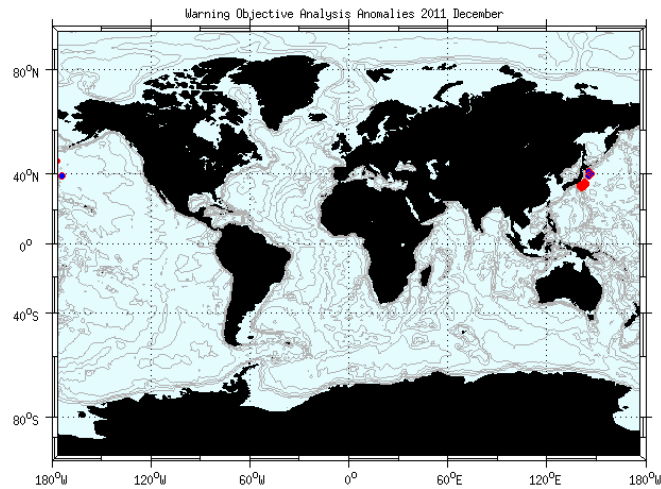 Warning Objective Analysis Anomalies 2011 December
80°N
40°N
0°
40°S
80°S
180°W 120°W 60°W 0° 60°E 120°E 180°W